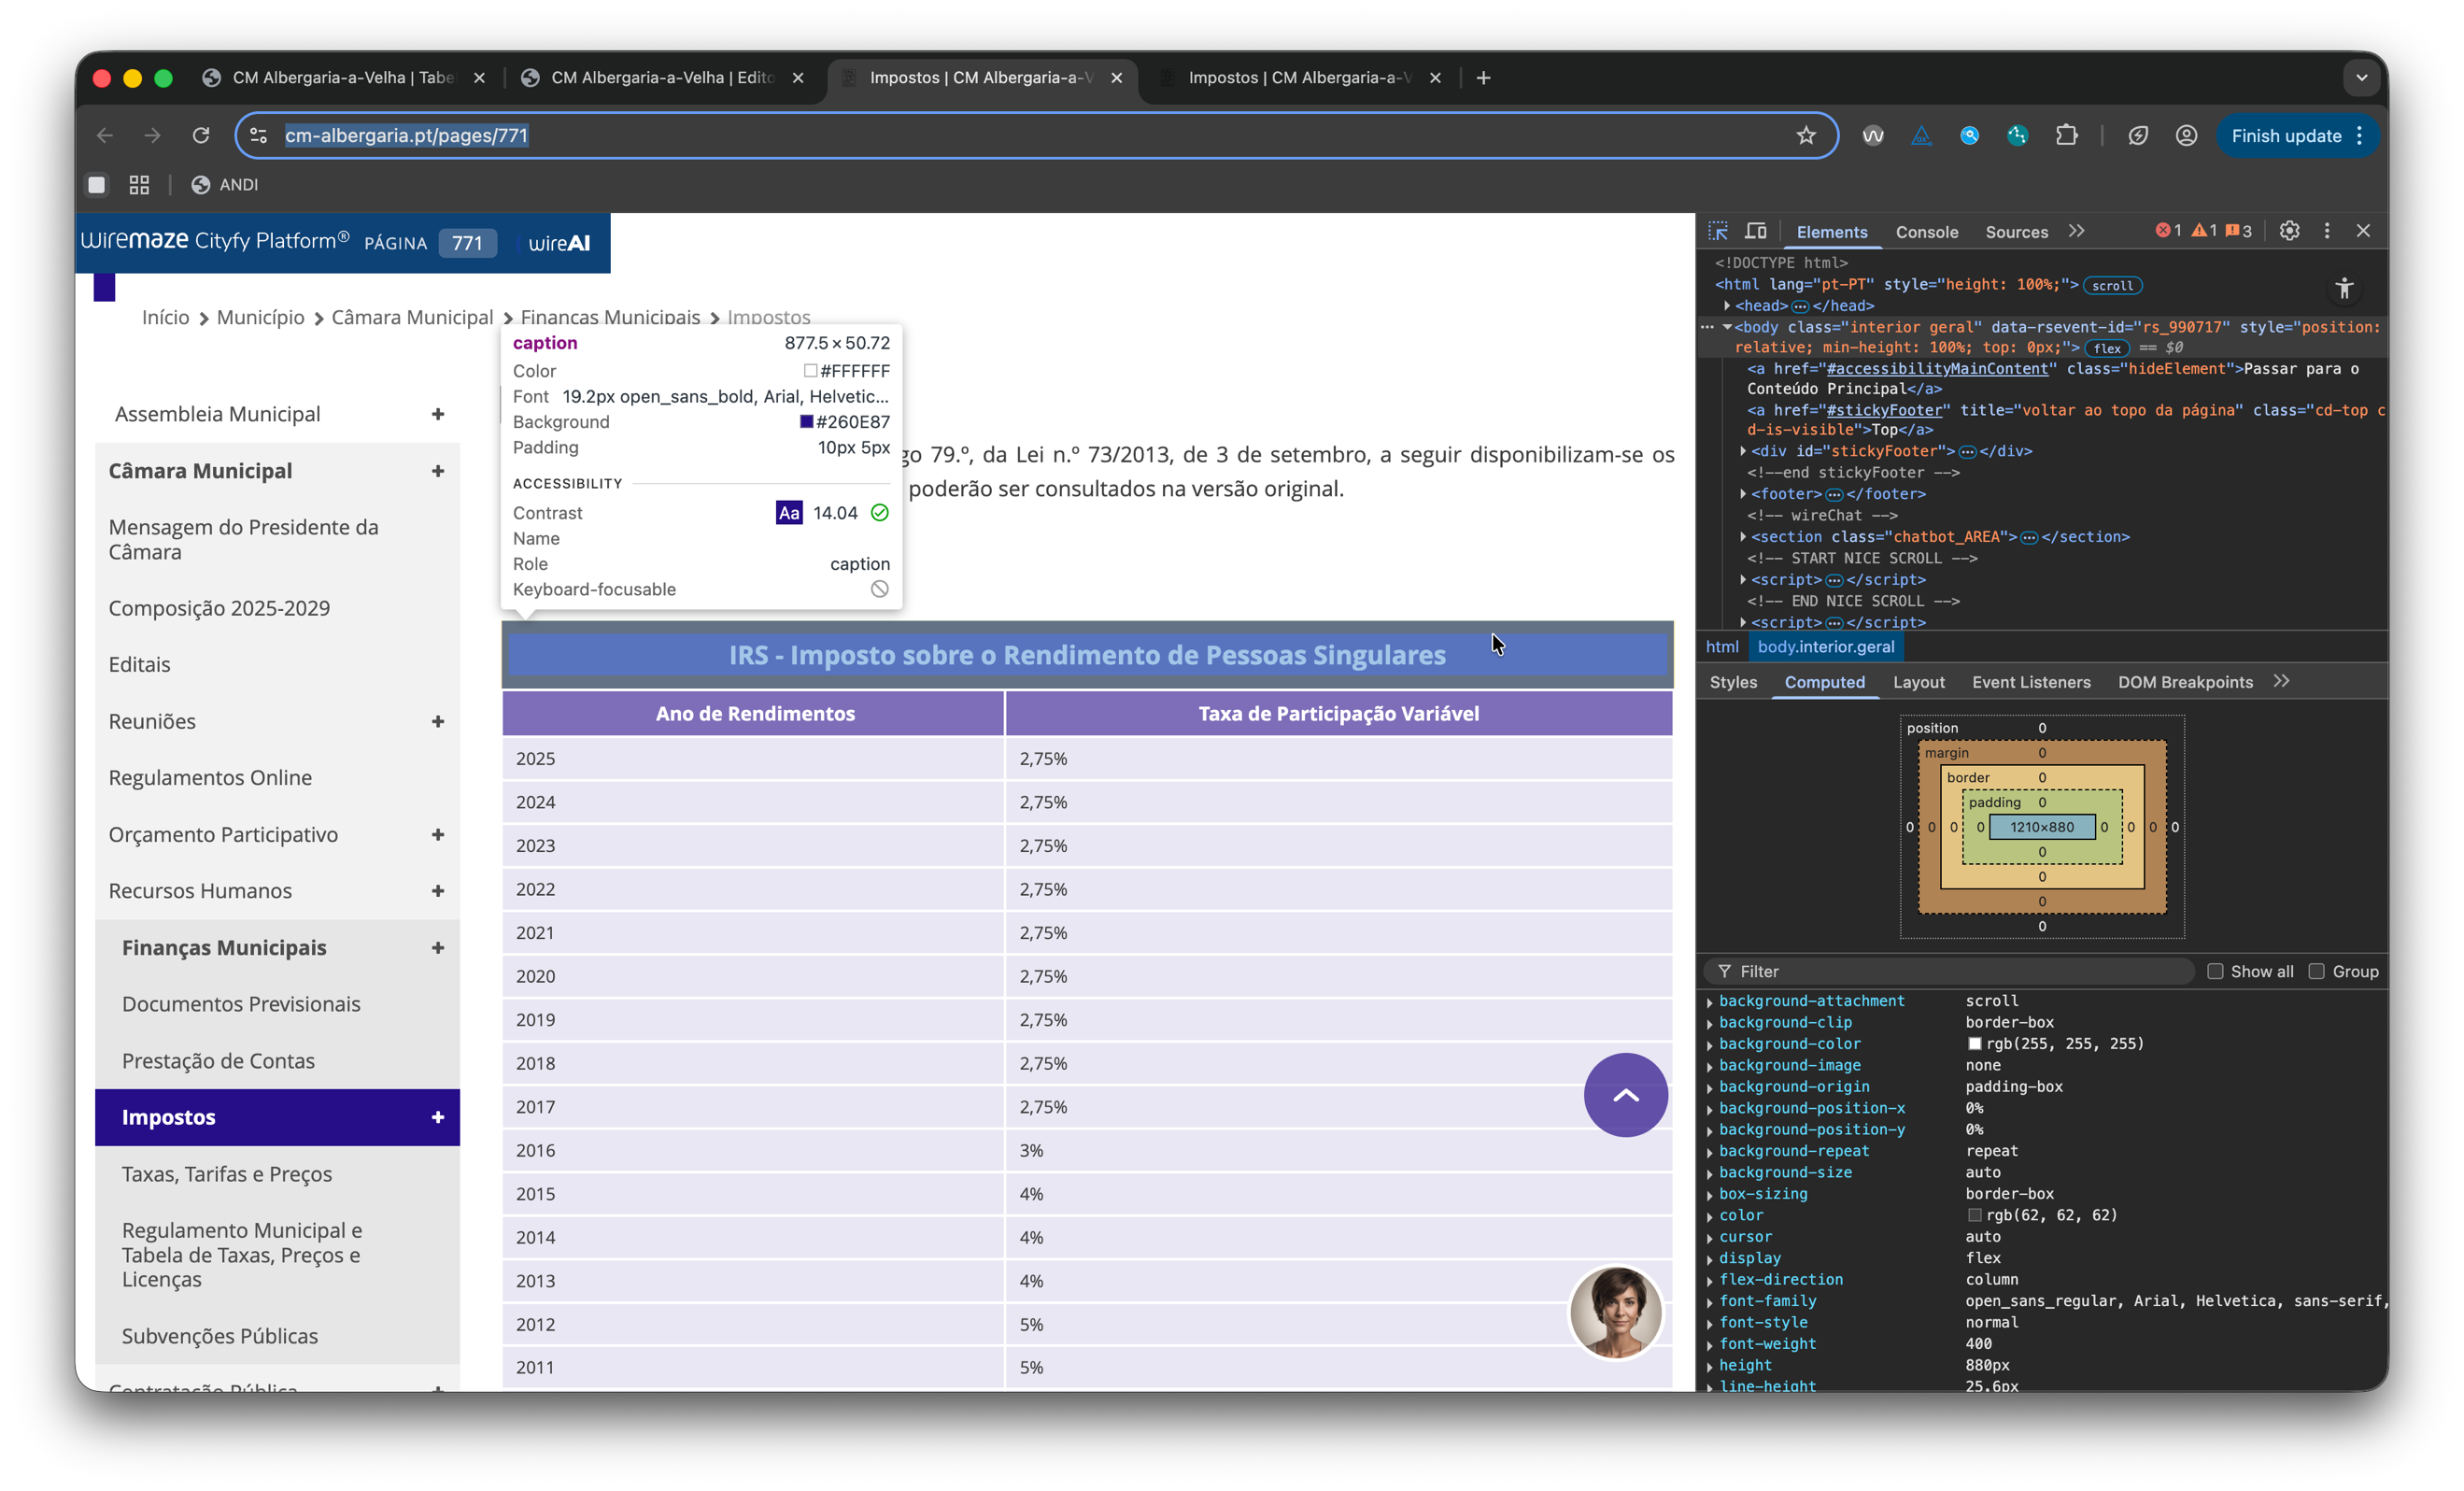 CM Albergaria-a-Velha | Tabe
CM Albergaria-a-Velha | Edito
Impostos | CM Albergaria-a-V
Impostos | CM Albergaria-a-V
cm-albergaria.pt/pages/771
Finish update
ANDI
wiremaze Cityfy Platform® PÁGINA 771 wireAI
Início > Município > Câmara Municipal > Finanças Municipais > Impostos
caption 877.5 × 50.72
Color #FFFFFF
Font 19.2px open_sans_bold, Arial, Helvetic...
Background #260E87
Padding 10px 5px
ACCESSIBILITY
Contrast Aa 14.04
Name
Role caption
Keyboard-focusable
Assembleia Municipal +
Câmara Municipal +
Mensagem do Presidente da
Câmara
Composição 2025-2029
Editais
Reuniões +
Regulamentos Online
Orçamento Participativo +
Recursos Humanos +
Finanças Municipais +
Documentos Previsionais
Prestação de Contas
Impostos +
Taxas, Tarifas e Preços
Regulamento Municipal e
Tabela de Taxas, Preços e
Licenças
Subvenções Públicas
Contratação Pública +
go 79.º, da Lei n.º 73/2013, de 3 de setembro, a seguir disponibilizam-se os
poderão ser consultados na versão original.
IRS - Imposto sobre o Rendimento de Pessoas Singulares
Ano de Rendimentos Taxa de Participação Variável
2025 2,75%
2024 2,75%
2023 2,75%
2022 2,75%
2021 2,75%
2020 2,75%
2019 2,75%
2018 2,75%
2017 2,75%
2016 3%
2015 4%
2014 4%
2013 4%
2012 5%
2011 5%
Elements Console Sources 1 1 3
<!DOCTYPE html>
<html lang="pt-PT" style="height: 100%;"> scroll
<head> ⋯ </head>
<body class="interior geral" data-rsevent-id="rs_990717" style="position:
relative; min-height: 100%; top: 0px;"> flex == $0
<a href="#accessibilityMainContent" class="hideElement">Passar para o
Conteúdo Principal</a>
<a href="#stickyFooter" title="voltar ao topo da página" class="cd-top c
d-is-visible">Top</a>
<div id="stickyFooter"> ⋯ </div>
<!--end stickyFooter -->
<footer> ⋯ </footer>
<!-- wireChat -->
<section class="chatbot_AREA"> ⋯ </section>
<!-- START NICE SCROLL -->
<script> ⋯ </script>
<!-- END NICE SCROLL -->
<script> ⋯ </script>
html body.interior.geral
Styles Computed Layout Event Listeners DOM Breakpoints
position 0
margin 0
border 0
padding 0
0 0 0 0 1210×880 0 0 0 0
0
0
0
0
Filter Show all Group
background-attachment scroll
background-clip border-box
background-color rgb(255, 255, 255)
background-image none
background-origin padding-box
background-position-x 0%
background-position-y 0%
background-repeat repeat
background-size auto
box-sizing border-box
color rgb(62, 62, 62)
cursor auto
display flex
flex-direction column
font-family open_sans_regular, Arial, Helvetica, sans-serif,
font-style normal
font-weight 400
height 880px
line-height 25.6px